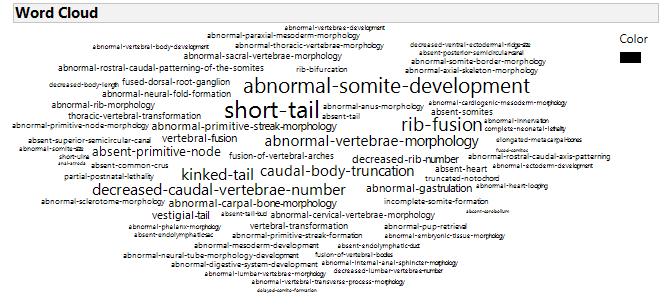 Word Cloud
Color
abnormal-vertebrae-development
abnormal-paraxial-mesoderm-morphology
abnormal-vertebral-body-development
abnormal-thoracic-vertebrae-morphology
decreased-ventral-ectodermal-ridge-size
abnormal-sacral-vertebrae-morphology
absent-posterior-semicircular-canal
abnormal-somite-border-morphology
abnormal-rostral-caudal-patterning-of-the-somites
rib-bifurcation
abnormal-axial-skeleton-morphology
decreased-body-length
fused-dorsal-root-ganglion
abnormal-somite-development
abnormal-neural-fold-formation
abnormal-rib-morphology
short-tail
abnormal-anus-morphology
abnormal-cardiogenic-mesoderm-morphology
absent-somites
thoracic-vertebral-transformation
absent-tail
abnormal-innervation
abnormal-primitive-node-morphology
abnormal-primitive-streak-morphology
rib-fusion
complete-neonatal-lethality
absent-superior-semicircular-canal
vertebral-fusion
abnormal-vertebrae-morphology
elongated-metacarpal-bones
abnormal-somite-size
absent-primitive-node
fused-somites
short-ulna
fusion-of-vertebral-arches
decreased-rib-number
abnormal-rostral-caudal-axis-patterning
anal-atresia
absent-common-crus
abnormal-ectoderm-development
partial-postnatal-lethality
kinked-tail
caudal-body-truncation
absent-heart
truncated-notochord
decreased-caudal-vertebrae-number
abnormal-gastrulation
abnormal-heart-looping
abnormal-sclerotome-morphology
abnormal-carpal-bone-morphology
incomplete-somite-formation
vestigial-tail
absent-tail-bud
abnormal-cervical-vertebrae-morphology
absent-cerebellum
abnormal-phalanx-morphology
vertebral-transformation
abnormal-pup-retrieval
absent-endolymphatic-sac
abnormal-primitive-streak-formation
abnormal-embryonic-tissue-morphology
abnormal-mesoderm-development
absent-endolymphatic-duct
abnormal-neural-tube-morphology-development
fusion-of-vertebral-bodies
abnormal-digestive-system-development
abnormal-internal-anal-sphincter-morphology
abnormal-lumbar-vertebrae-morphology
decreased-lumbar-vertebrae-number
abnormal-vertebral-transverse-process-morphology
delayed-somite-formation